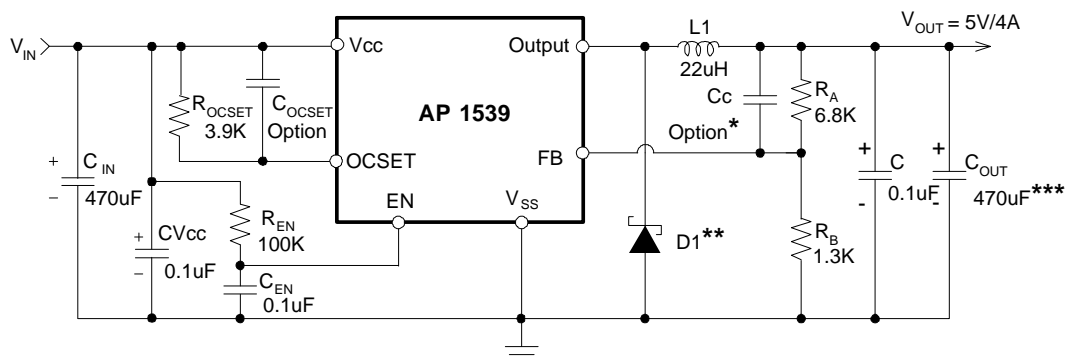 V_IN
Vcc
Output
L1
22uH
V_OUT = 5V/4A
R_OCSET
3.9K
C_OCSET
Option
AP 1539
Cc
Option*
R_A
6.8K
OCSET
FB
EN
V_SS
+
C_IN
470uF
−
+
CVcc
0.1uF
−
R_EN
100K
C_EN
0.1uF
D1**
R_B
1.3K
+
C
0.1uF
-
+
C_OUT
470uF***
-